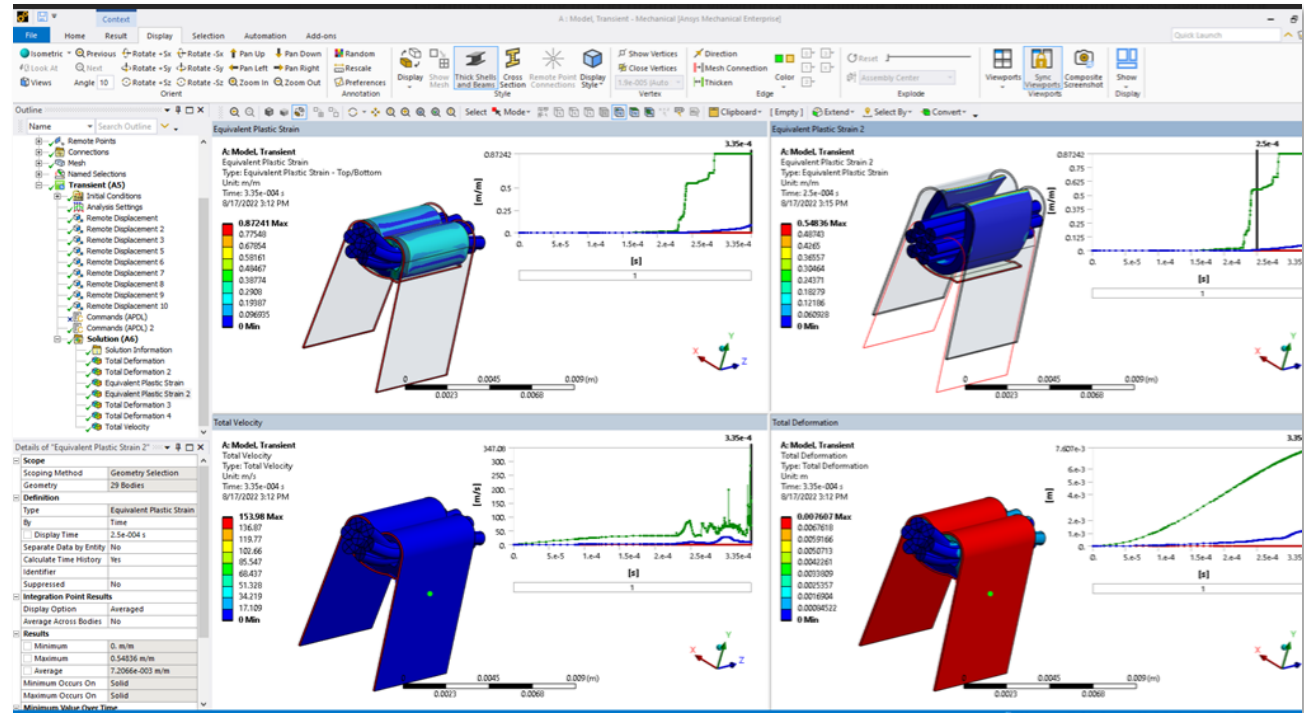 Context
A : Model, Transient - Mechanical [Ansys Mechanical Enterprise]
File Home Result Display Selection Automation Add-ons
Quick Launch
Isometric Previous Rotate +Sx Rotate -Sx Pan Up Pan Down Random
Look At Next Rotate +Sy Rotate -Sy Pan Left Pan Right Rescale
Views Angle 10 Rotate +Sz Rotate -Sz Zoom In Zoom Out Preferences
Orient
Annotation
Display
Show Mesh
Thick Shells and Beams
Cross Section
Remote Point Connections
Display Style
Style
Show Vertices
Close Vertices
1.9e-005 (Auto
Vertex
Direction
Mesh Connection
Thicken
Color
Edge
Reset
Assembly Center
Explode
Viewports
Sync Viewports
Composite Screenshot
Viewports
Show
Display
Outline
Name Search Outline
Select Mode Clipboard [Empty] Extend Select By Convert
Remote Points
Connections
Mesh
Named Selections
Transient (A5)
Initial Conditions
Analysis Settings
Remote Displacement
Remote Displacement 2
Remote Displacement 3
Remote Displacement 5
Remote Displacement 6
Remote Displacement 7
Remote Displacement 8
Remote Displacement 9
Remote Displacement 10
Commands (APDL)
Commands (APDL) 2
Solution (A6)
Solution Information
Total Deformation
Total Deformation 2
Equivalent Plastic Strain
Equivalent Plastic Strain 2
Total Deformation 3
Total Deformation 4
Total Velocity
Details of "Equivalent Plastic Strain 2"
Scope
Scoping Method Geometry Selection
Geometry 29 Bodies
Definition
Type Equivalent Plastic Strain
By Time
Display Time 2.5e-004 s
Separate Data by Entity No
Calculate Time History Yes
Identifier
Suppressed No
Integration Point Results
Display Option Averaged
Average Across Bodies No
Results
Minimum 0. m/m
Maximum 0.54836 m/m
Average 7.2066e-003 m/m
Minimum Occurs On Solid
Maximum Occurs On Solid
Minimum Value Over Time
Equivalent Plastic Strain
A: Model, Transient
Equivalent Plastic Strain
Type: Equivalent Plastic Strain - Top/Bottom
Unit: m/m
Time: 3.35e-004 s
8/17/2022 3:12 PM
0.87241 Max
0.77548
0.67854
0.58161
0.48467
0.38774
0.2908
0.19387
0.096935
0 Min
3.35e-4
0.87242
0.5
0.25
0.
[m/m]
0. 5.e-5 1.e-4 1.5e-4 2.e-4 2.5e-4 3.35e-4
[s]
1
Y
X
Z
0 0.0045 0.009 (m)
0.0023 0.0068
Equivalent Plastic Strain 2
A: Model, Transient
Equivalent Plastic Strain 2
Type: Equivalent Plastic Strain
Unit: m/m
Time: 2.5e-004 s
8/17/2022 3:15 PM
0.54836 Max
0.48743
0.4265
0.36557
0.30464
0.24371
0.18279
0.12186
0.060928
0 Min
2.5e-4
0.87242
0.75
0.625
0.5
0.375
0.25
0.125
0.
[m/m]
0. 5.e-5 1.e-4 1.5e-4 2.e-4 2.5e-4 3.35
[s]
1
Y
X
Z
0 0.0045 0.009 (m)
0.0023 0.0068
Total Velocity
A: Model, Transient
Total Velocity
Type: Total Velocity
Unit: m/s
Time: 3.35e-004 s
8/17/2022 3:12 PM
153.98 Max
136.87
119.77
102.66
85.547
68.437
51.328
34.219
17.109
0 Min
3.35e-4
347.06
300.
250.
200.
150.
100.
50.
0.
[m/s]
0. 5.e-5 1.e-4 1.5e-4 2.e-4 2.5e-4 3.35e-4
[s]
1
Y
X
Z
0 0.0045 0.009 (m)
0.0023 0.0068
Total Deformation
A: Model, Transient
Total Deformation
Type: Total Deformation
Unit: m
Time: 3.35e-004 s
8/17/2022 3:12 PM
0.007607 Max
0.0067618
0.0059166
0.0050713
0.0042261
0.0033809
0.0025357
0.0016904
0.00084522
0 Min
3.35
7.607e-3
6.e-3
5.e-3
4.e-3
2.e-3
1.e-3
0.
[m]
0. 5.e-5 1.e-4 1.5e-4 2.e-4 2.5e-4 3.35e
[s]
1
Y
X
Z
0 0.0045 0.009 (m)
0.0023 0.0068